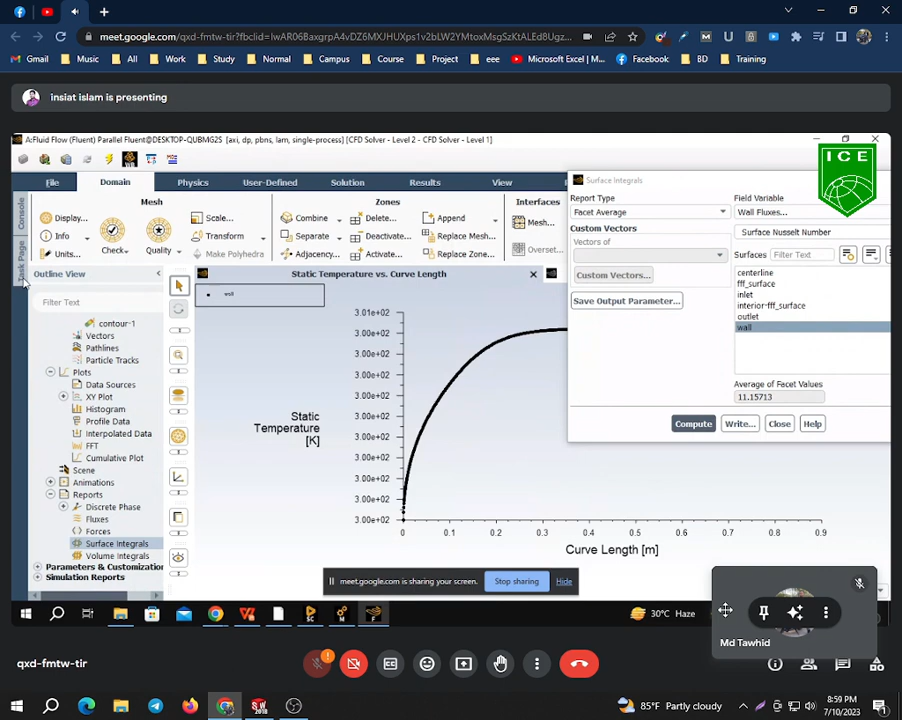 meet.google.com/qxd-fmtw-tir?fbclid=IwAR06BaxgrpA4vDZ6MXJHUXps1v2bLW2YMtoxMsgSzKtALEd8Ugz...
Gmail Music All Work Study Normal Campus Course Project eee Microsoft Excel | M... Facebook BD Training
insiat islam is presenting
A:Fluid Flow (Fluent) Parallel Fluent@DESKTOP-QUBMG2S [axi, dp, pbns, lam, single-process] [CFD Solver - Level 2 - CFD Solver - Level 1]
ICE
File Domain Physics User-Defined Solution Results View
Mesh Zones Interfaces
Display... Scale... Combine Delete... Append Mesh...
Info Transform Separate Deactivate... Replace Mesh...
Units... Check Quality Make Polyhedra Adjacency... Activate... Replace Zone... Overset...
Console
Task Page
Outline View
Filter Text
contour-1
Vectors
Pathlines
Particle Tracks
Plots
Data Sources
XY Plot
Histogram
Profile Data
Interpolated Data
FFT
Cumulative Plot
Scene
Animations
Reports
Discrete Phase
Fluxes
Forces
Surface Integrals
Volume Integrals
Parameters & Customization
Simulation Reports
Static Temperature vs. Curve Length
wall
3.01e+02
3.00e+02
3.00e+02
3.00e+02
3.00e+02
3.00e+02
3.00e+02
3.00e+02
3.00e+02
3.00e+02
3.00e+02
Static
Temperature
[K]
0 0.1 0.2 0.3 0.4 0.5 0.6 0.7 0.8 0.9
Curve Length [m]
Surface Integrals
Report Type
Facet Average
Custom Vectors
Vectors of
Custom Vectors...
Save Output Parameter...
Field Variable
Wall Fluxes...
Surface Nusselt Number
Surfaces Filter Text
centerline
fff_surface
inlet
interior-fff_surface
outlet
wall
Average of Facet Values
11.15713
Compute Write... Close Help
meet.google.com is sharing your screen. Stop sharing Hide
30°C Haze
Md Tawhid
qxd-fmtw-tir
85°F Partly cloudy
8:59 PM
7/10/2023